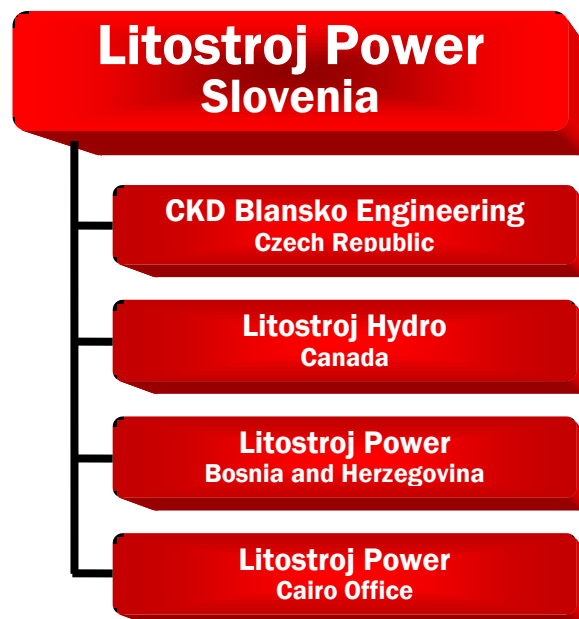 Litostroj Power
Slovenia
CKD Blansko Engineering
Czech Republic
Litostroj Hydro
Canada
Litostroj Power
Bosnia and Herzegovina
Litostroj Power
Cairo Office